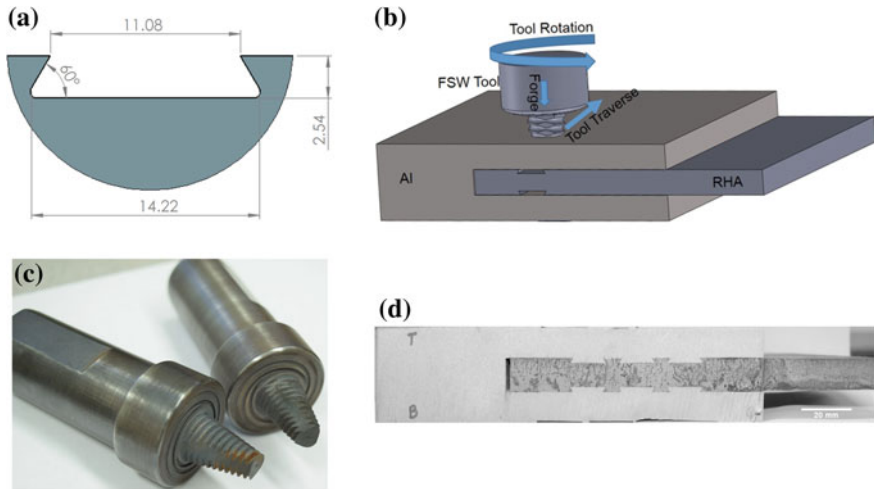 (a)
11.08
60°
2.54
14.22
(b)
Tool Rotation
FSW Tool
Forge
Tool Traverse
Al
RHA
(c)
(d)
T
B
20 mm